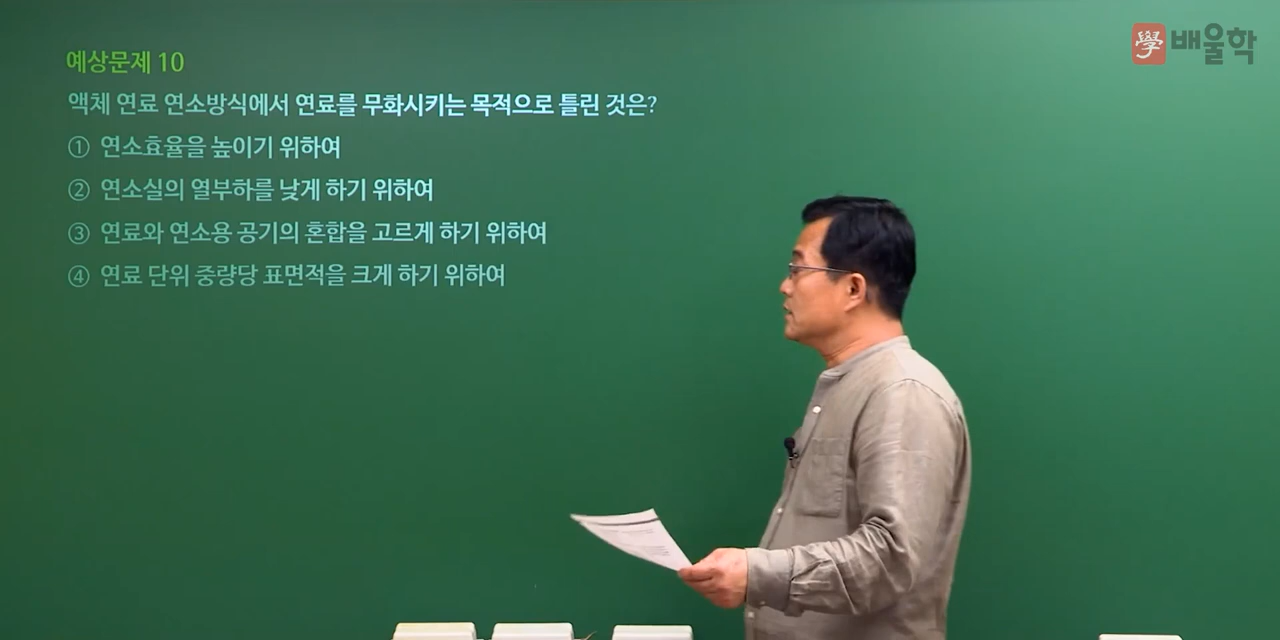 學 배울학
예상문제 10
액체 연료 연소방식에서 연료를 무화시키는 목적으로 틀린 것은?
① 연소효율을 높이기 위하여
② 연소실의 열부하를 낮게 하기 위하여
③ 연료와 연소용 공기의 혼합을 고르게 하기 위하여
④ 연료 단위 중량당 표면적을 크게 하기 위하여